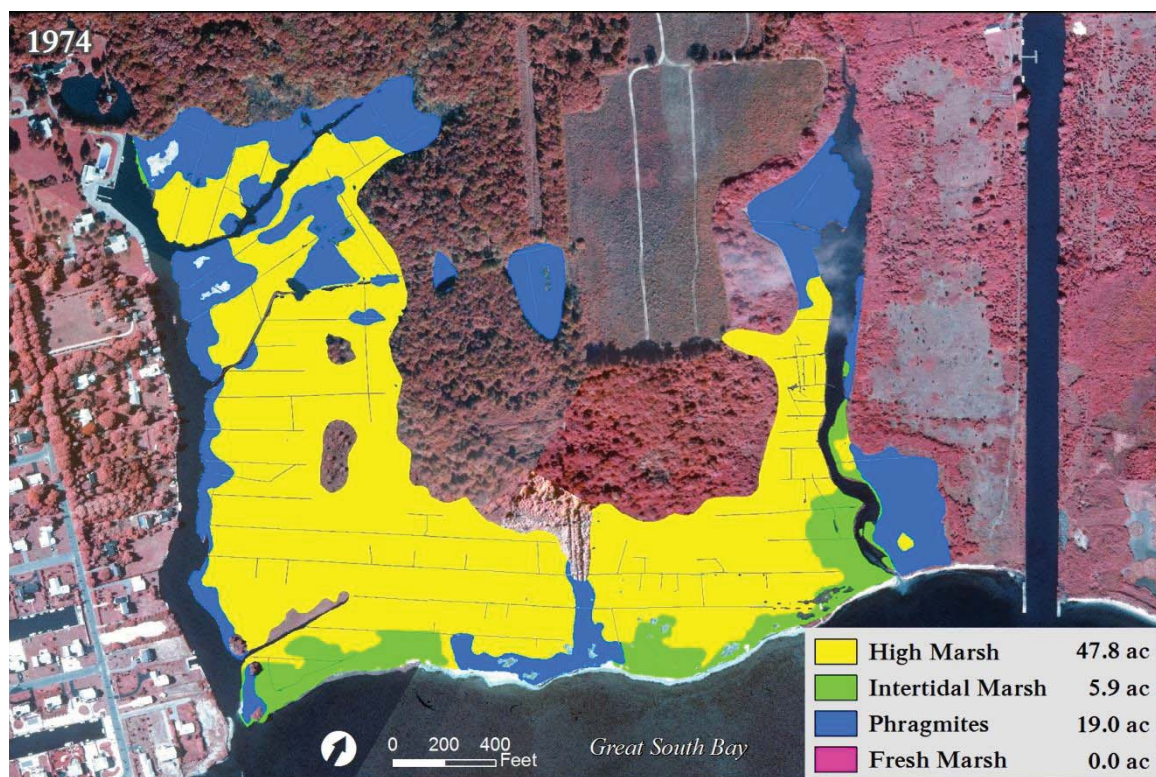 1974
High Marsh 47.8 ac
Intertidal Marsh 5.9 ac
Phragmites 19.0 ac
Fresh Marsh 0.0 ac
0 200 400
Feet
Great South Bay